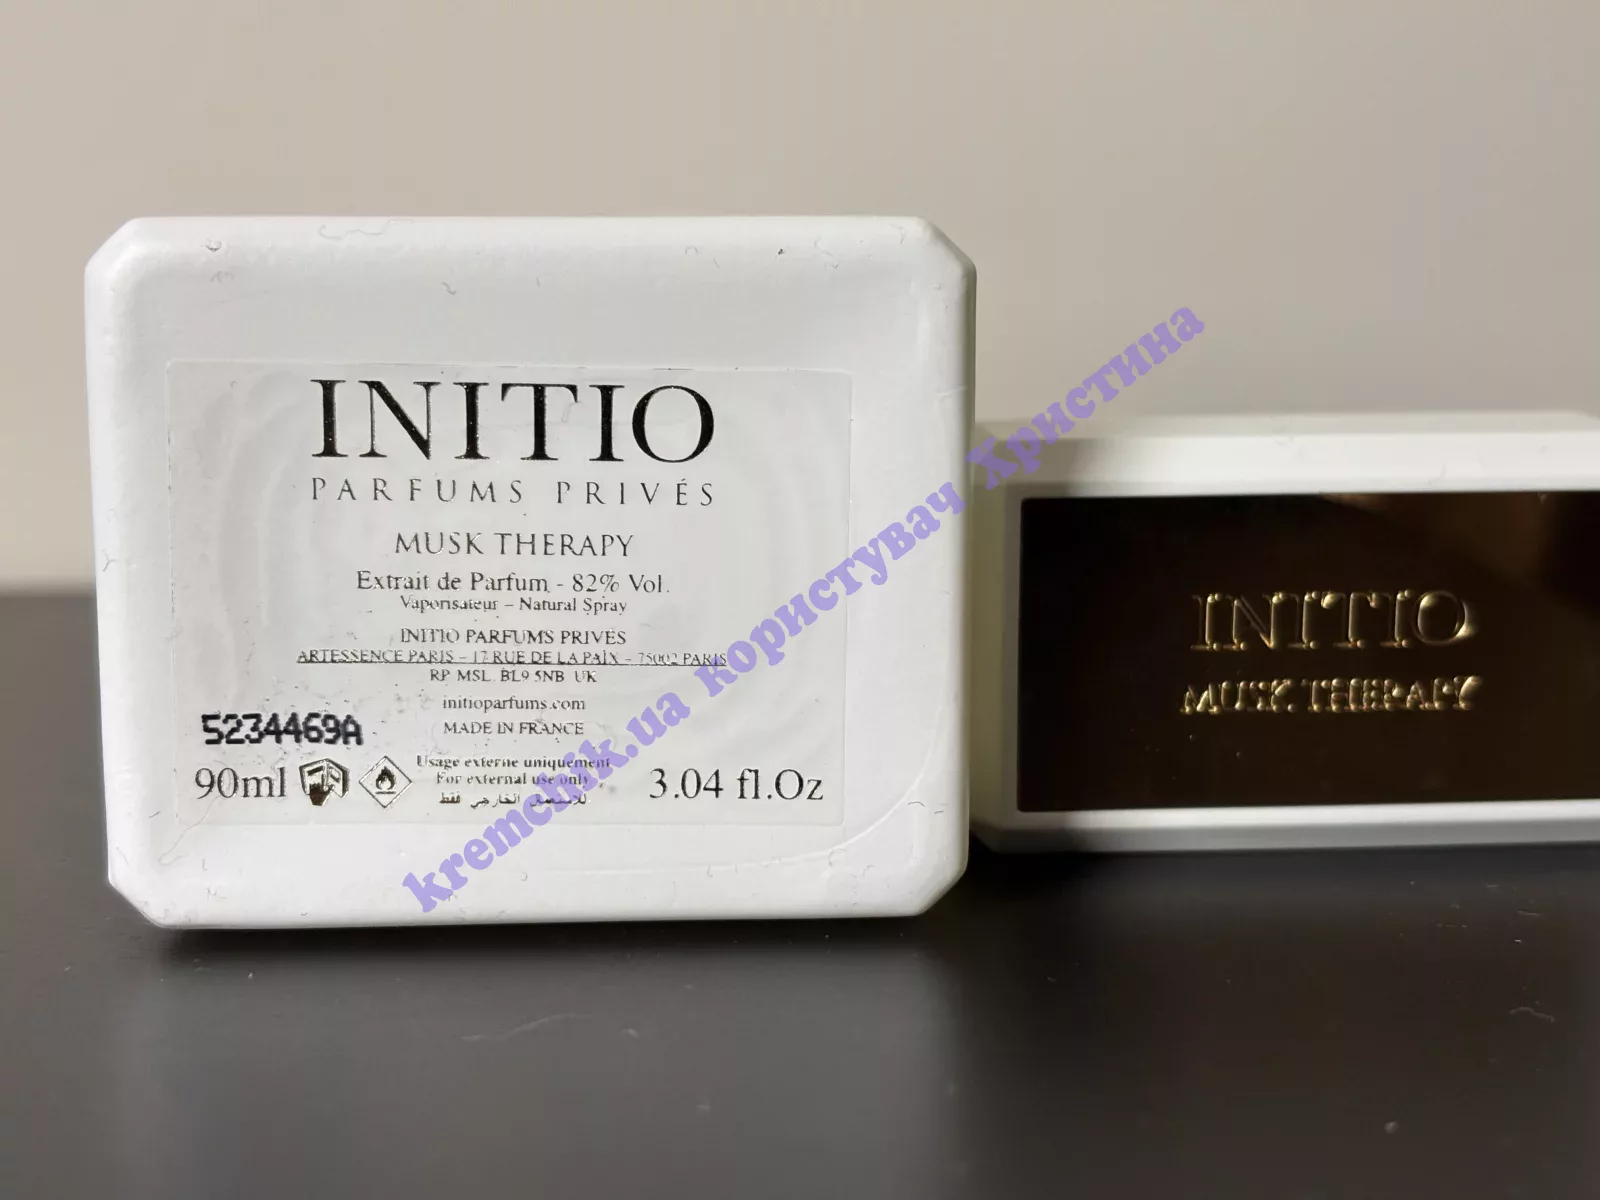 INITIO
PARFUMS PRIVÉS
MUSK THERAPY
Extrait de Parfum - 82% Vol.
Vaporisateur – Natural Spray
INITIO PARFUMS PRIVÉS
ARTESSENCE PARIS – 17 RUE DE LA PAIX – 75002 PARIS
RP MSL BL9 5NB UK
initioparfums.com
MADE IN FRANCE
5234469A
90ml
Usage externe uniquement
For external use only
للاستعمال الخارجي فقط
3.04 fl.Oz
INITIO
MUSK THERAPY
kremchik.ua користувач Христина